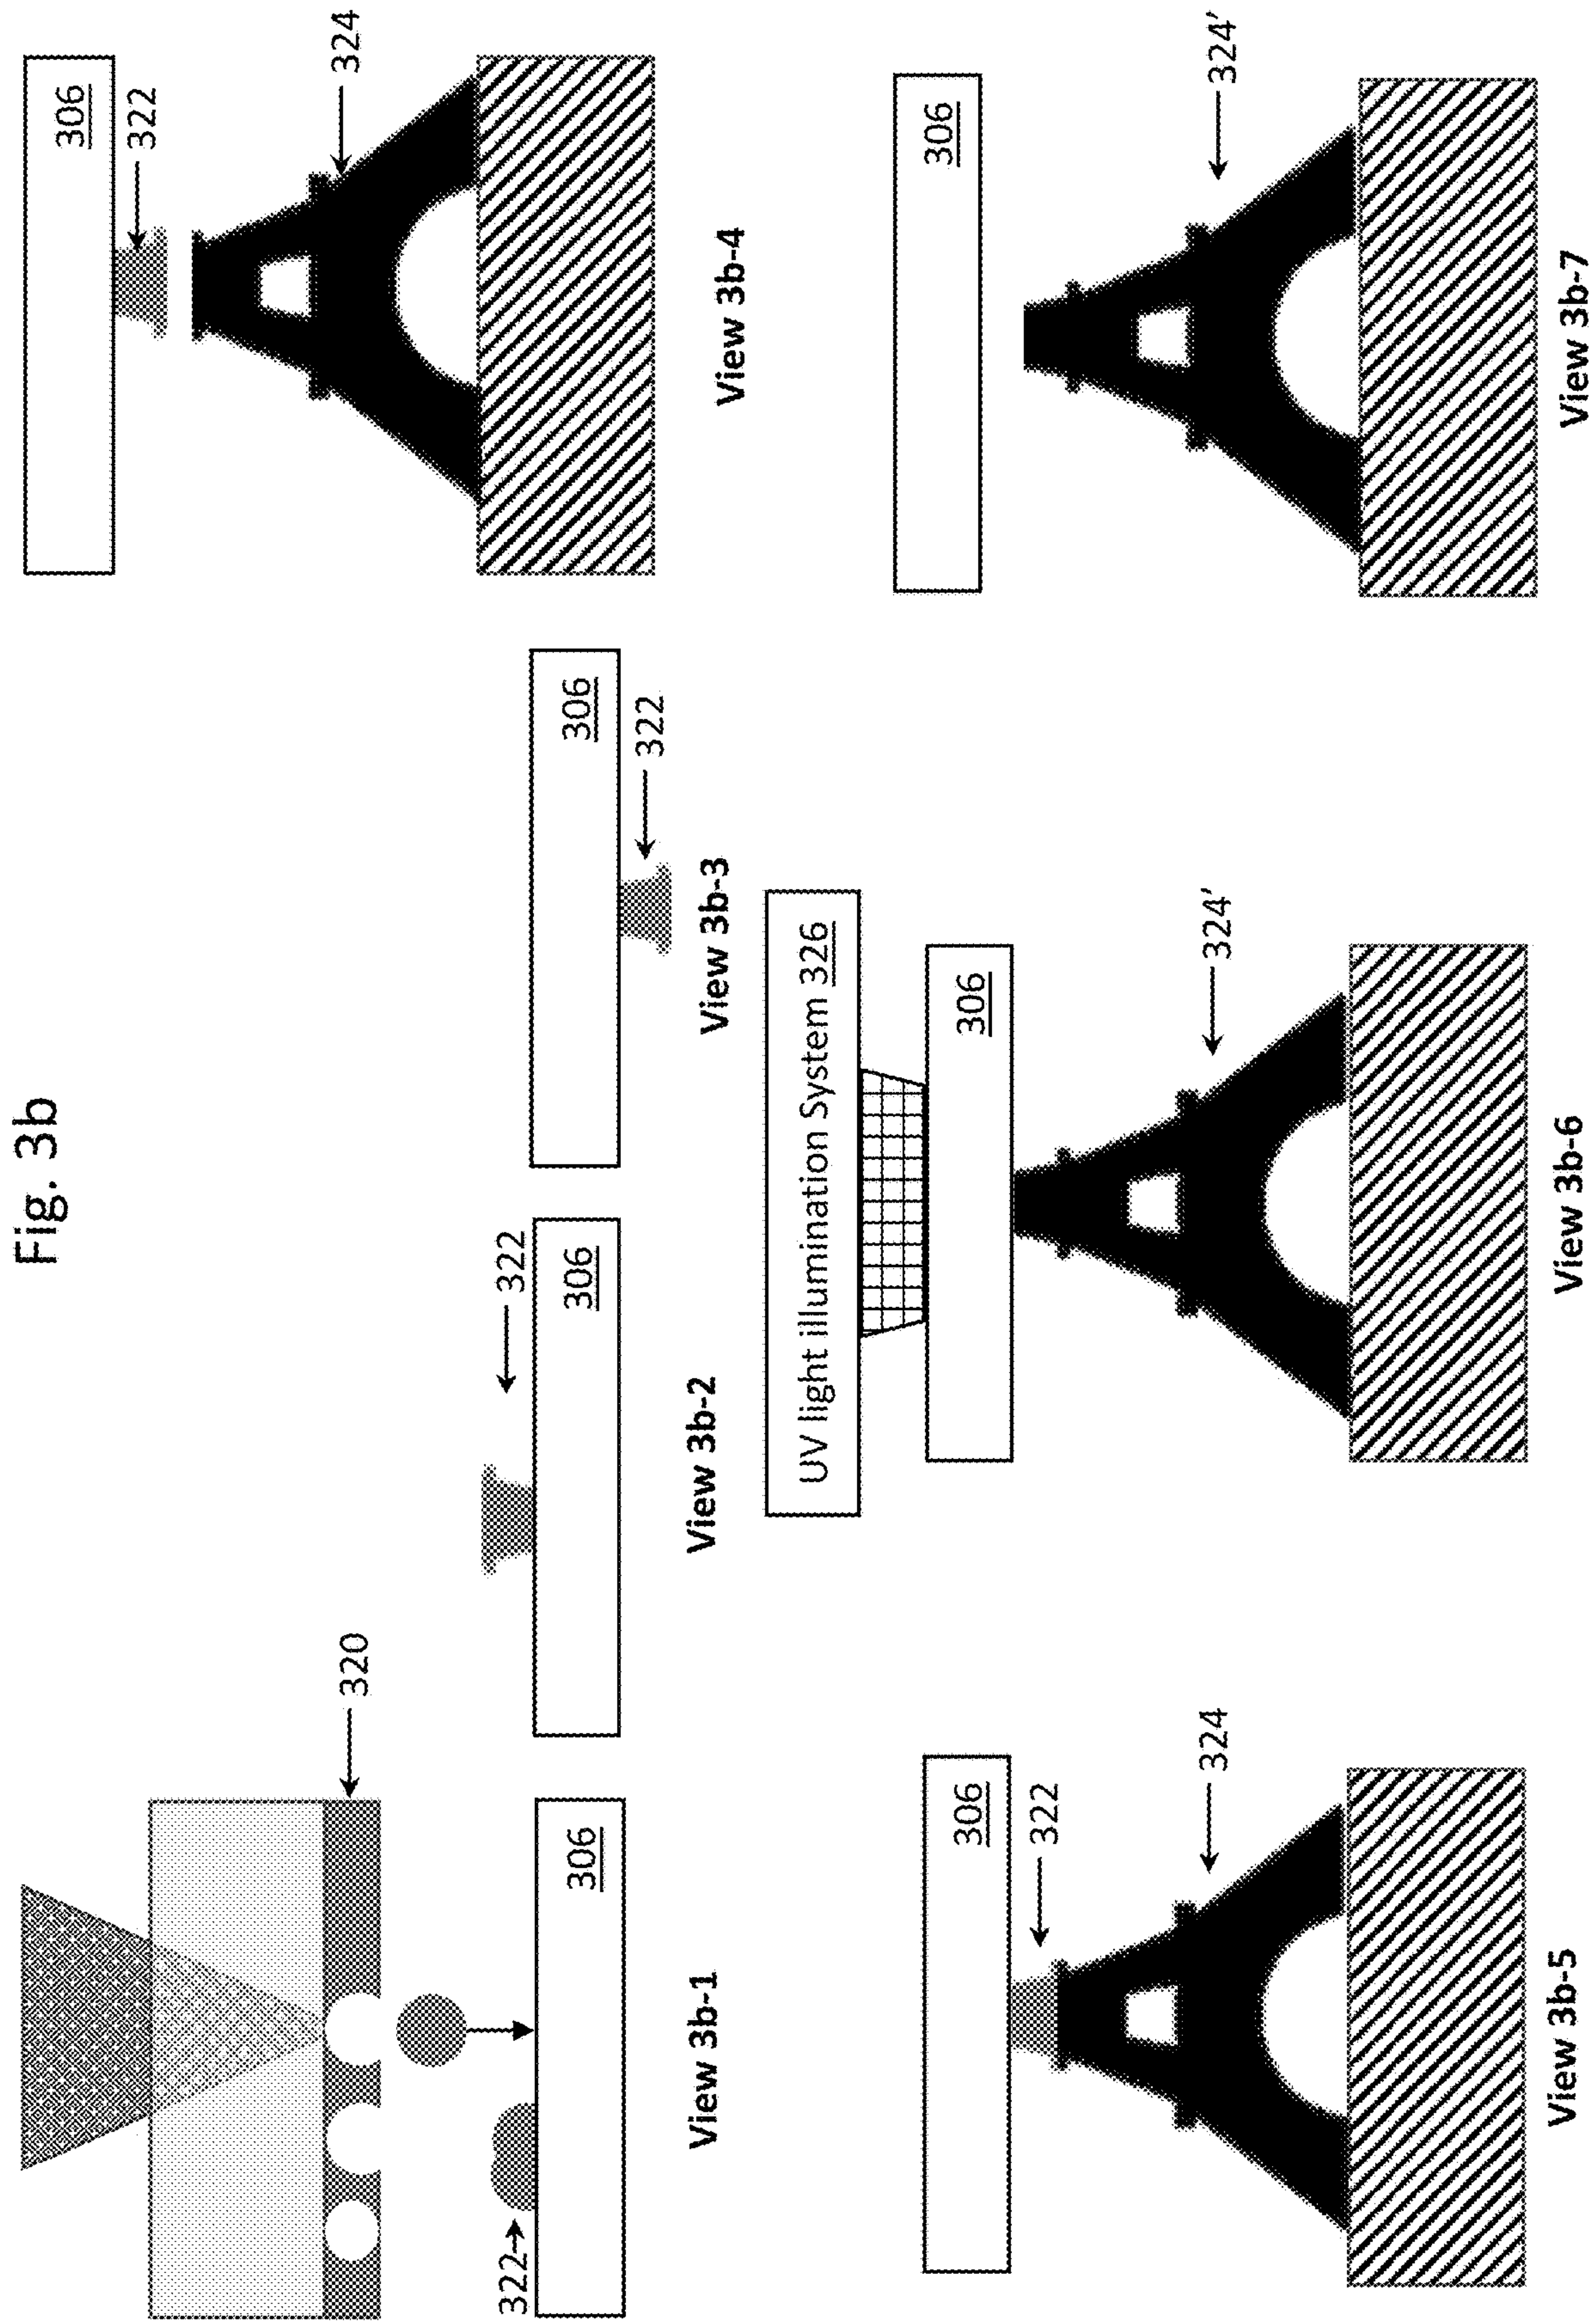 Fig. 3b
320
322
306
View 3b-1
322
306
View 3b-2
306
322
View 3b-3
306
322
324
View 3b-4
306
322
324
View 3b-5
UV light illumination System 326
306
324'
View 3b-6
306
324'
View 3b-7